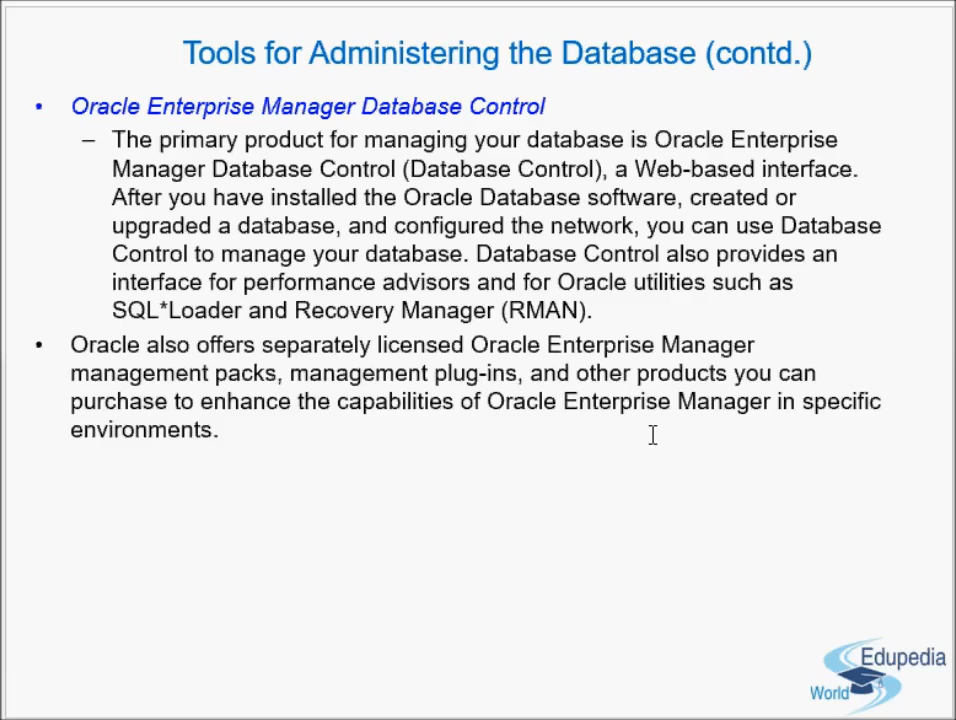 Tools for Administering the Database (contd.)
• Oracle Enterprise Manager Database Control
– The primary product for managing your database is Oracle Enterprise
Manager Database Control (Database Control), a Web-based interface.
After you have installed the Oracle Database software, created or
upgraded a database, and configured the network, you can use Database
Control to manage your database. Database Control also provides an
interface for performance advisors and for Oracle utilities such as
SQL*Loader and Recovery Manager (RMAN).
• Oracle also offers separately licensed Oracle Enterprise Manager
management packs, management plug-ins, and other products you can
purchase to enhance the capabilities of Oracle Enterprise Manager in specific
environments.
Edupedia
World